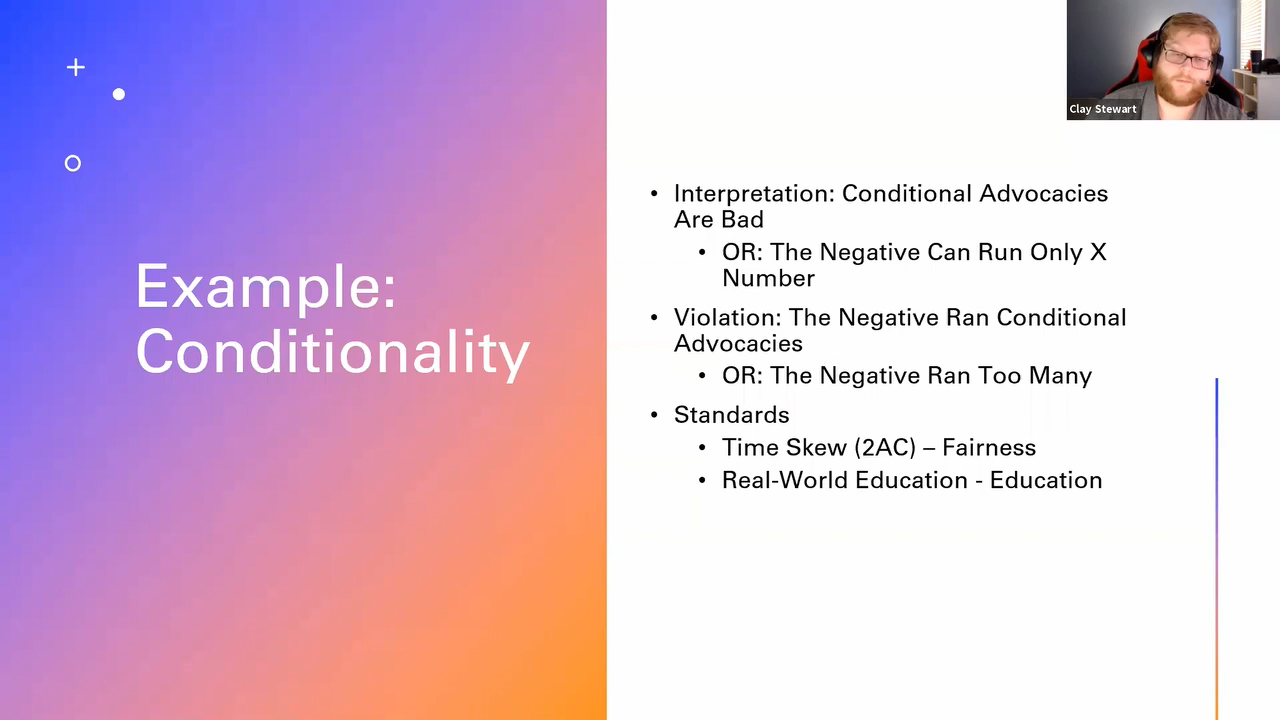 Example:
Conditionality
Clay Stewart
• Interpretation: Conditional Advocacies
Are Bad
• OR: The Negative Can Run Only X
Number
• Violation: The Negative Ran Conditional
Advocacies
• OR: The Negative Ran Too Many
• Standards
• Time Skew (2AC) – Fairness
• Real-World Education - Education